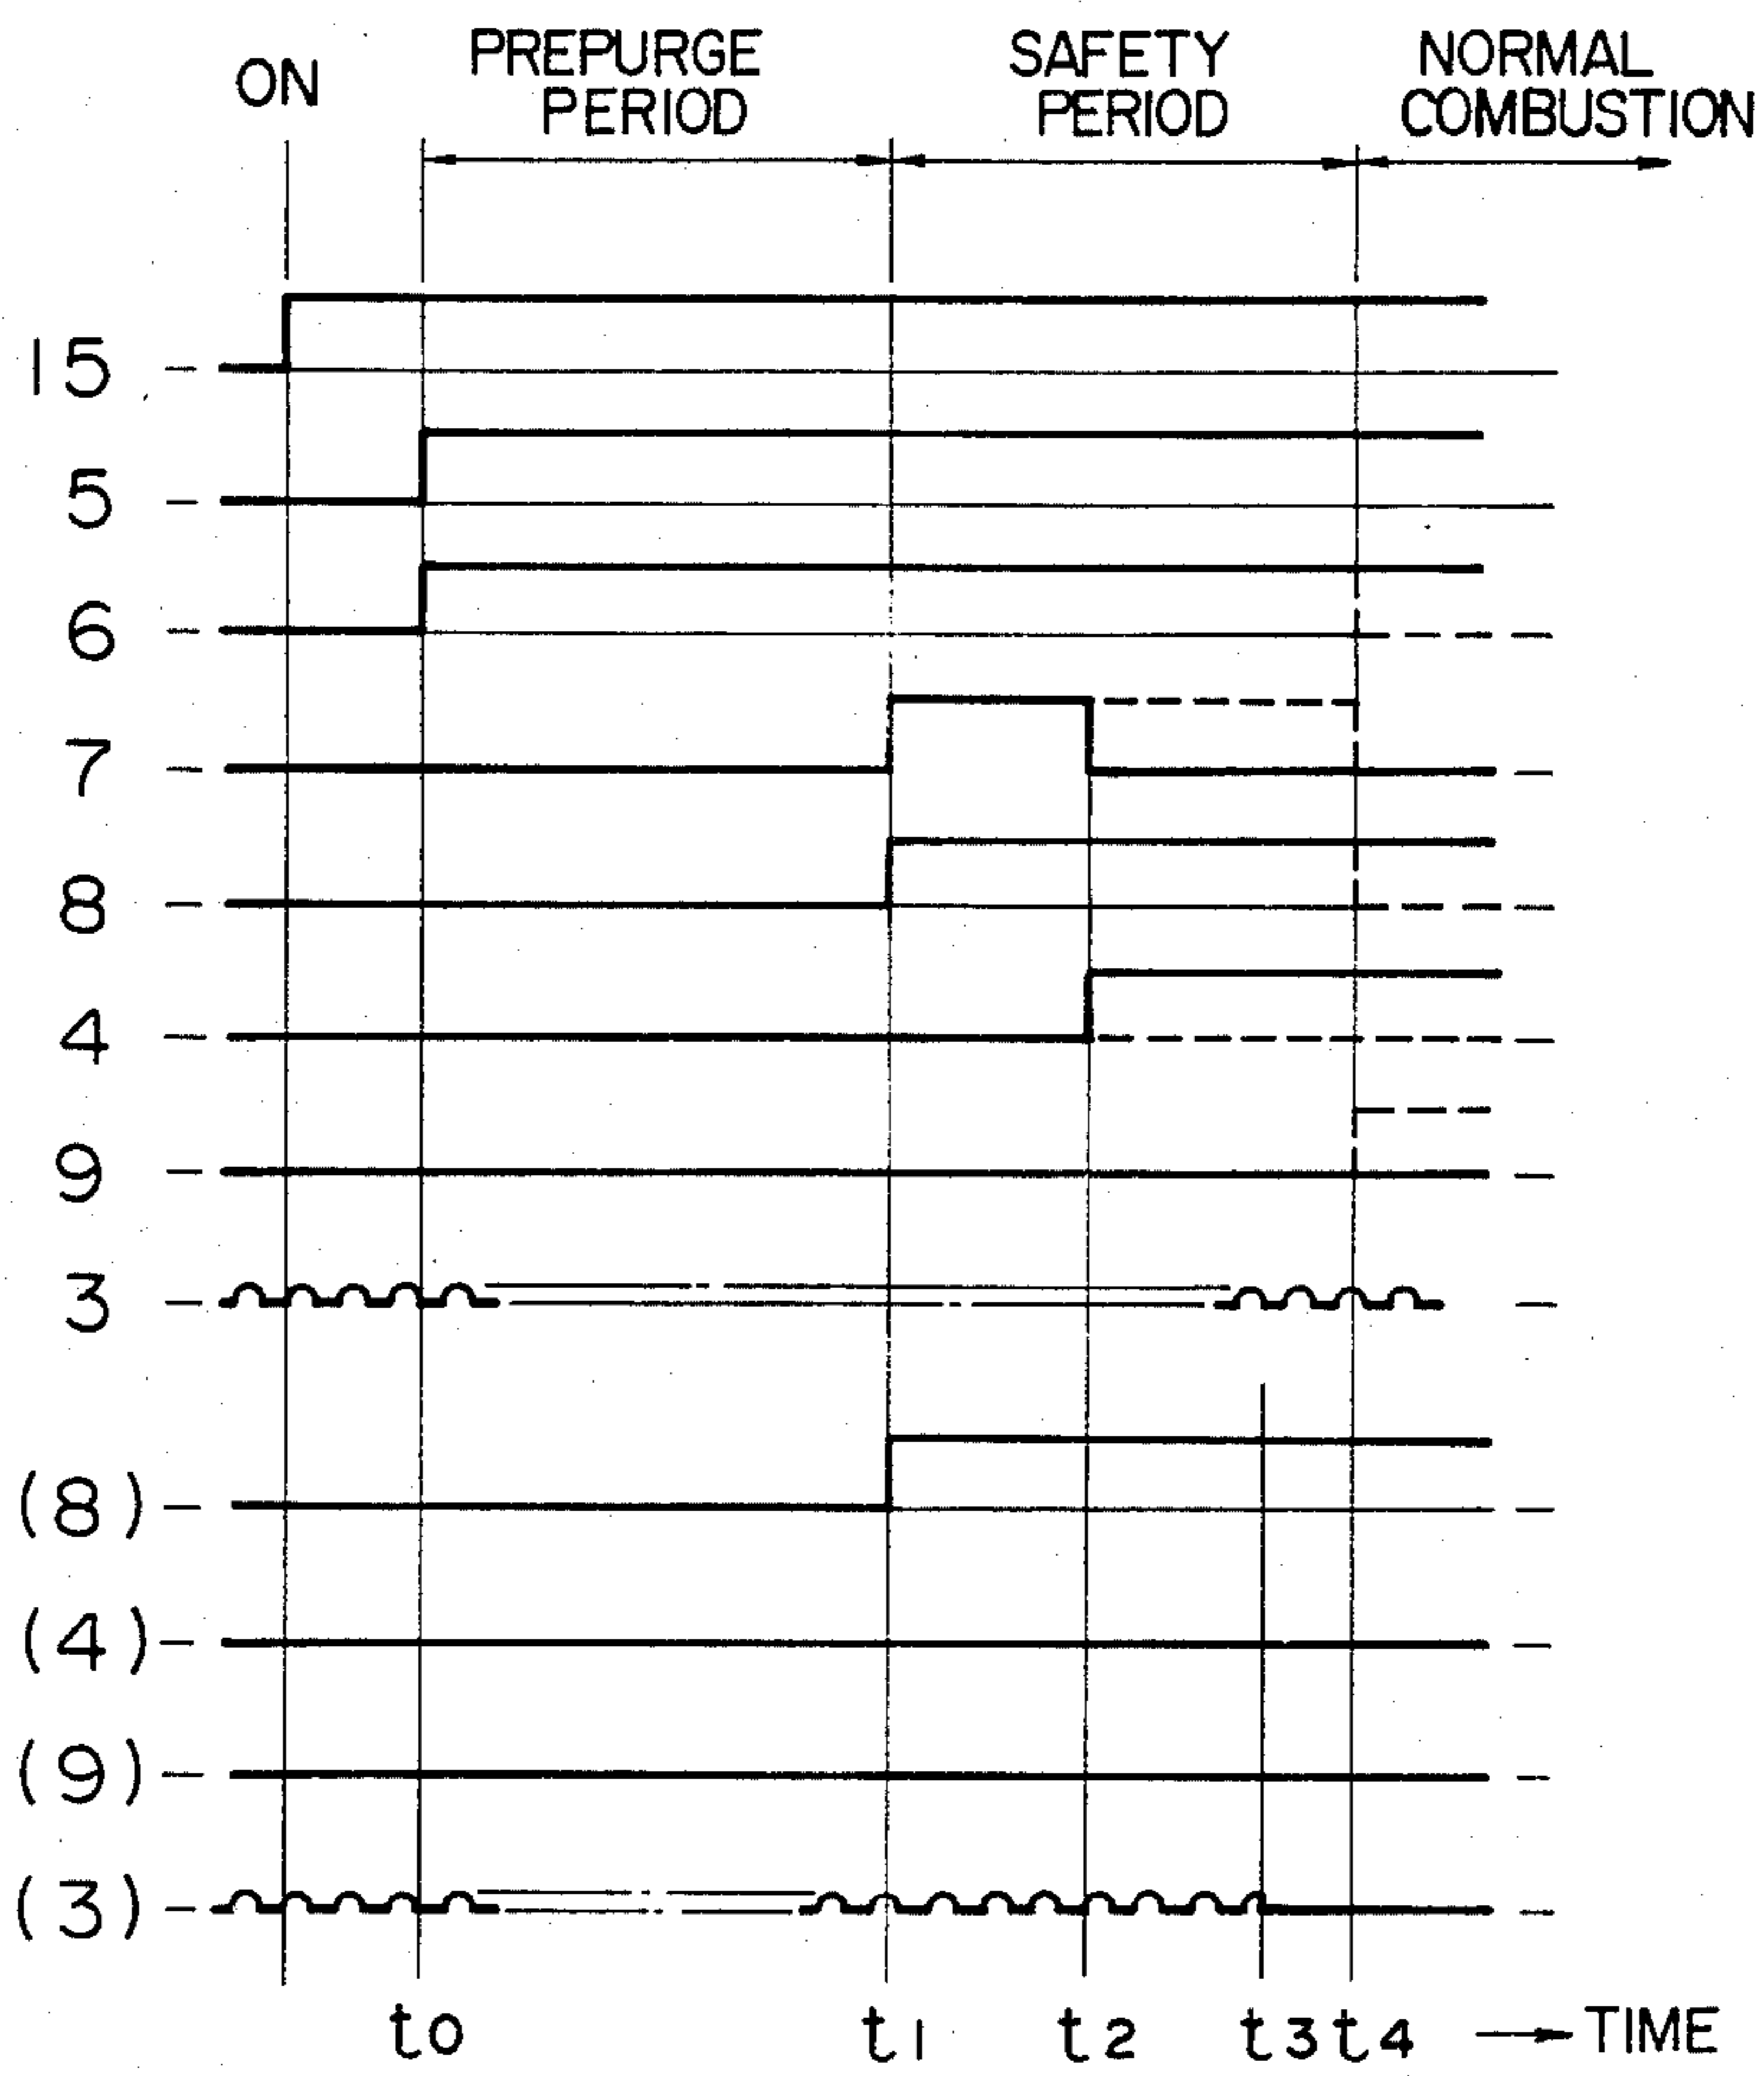 ON
PREPURGE
PERIOD
SAFETY
PERIOD
NORMAL
COMBUSTION
15
5
6
7
8
4
9
3
(8)
(4)
(9)
(3)
to
t1
t2
t3
t4
TIME